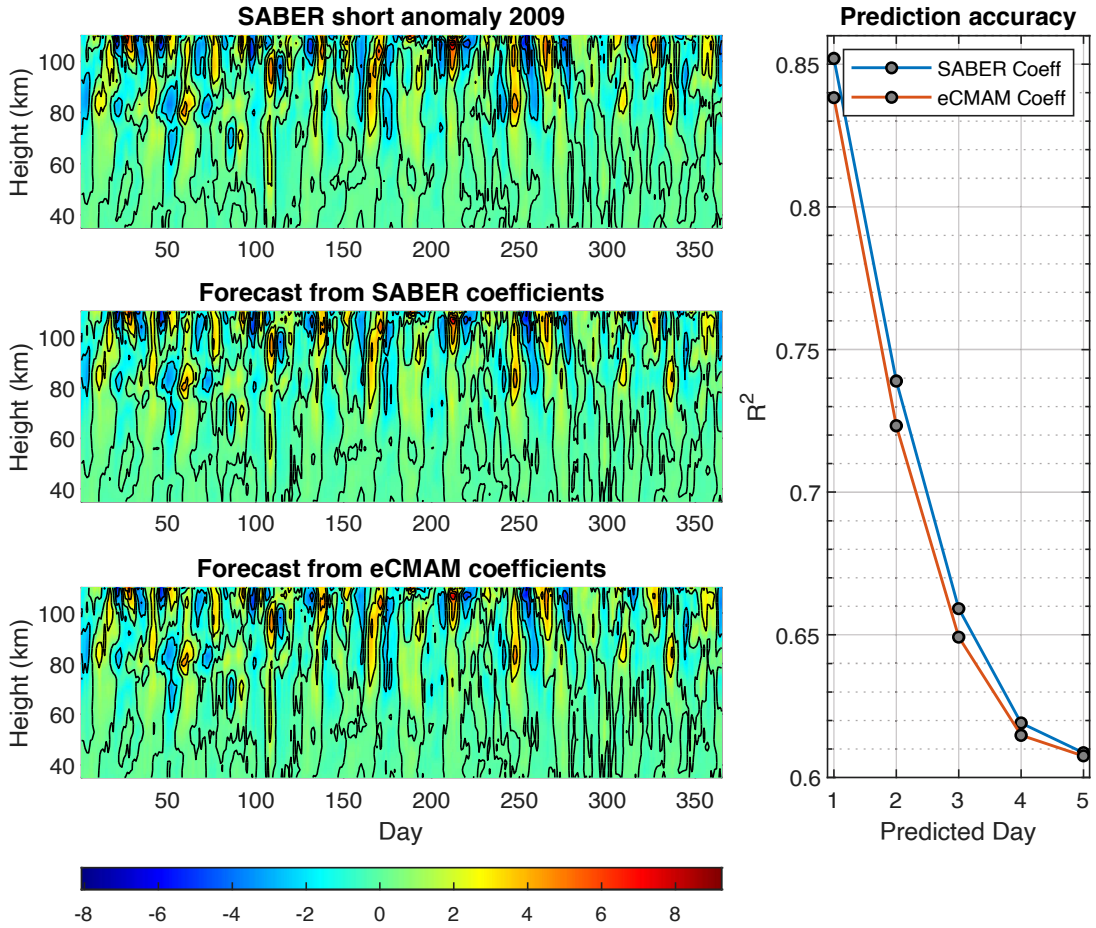 SABER short anomaly 2009
Height (km)
100
80
60
40
50 100 150 200 250 300 350
Forecast from SABER coefficients
Height (km)
100
80
60
40
50 100 150 200 250 300 350
Forecast from eCMAM coefficients
Height (km)
100
80
60
40
50 100 150 200 250 300 350
Day
-8 -6 -4 -2 0 2 4 6 8
Prediction accuracy
SABER Coeff
eCMAM Coeff
R²
0.85
0.8
0.75
0.7
0.65
0.6
1 2 3 4 5
Predicted Day